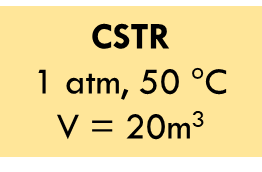 CSTR
1 atm, 50 °C
V = 20m³